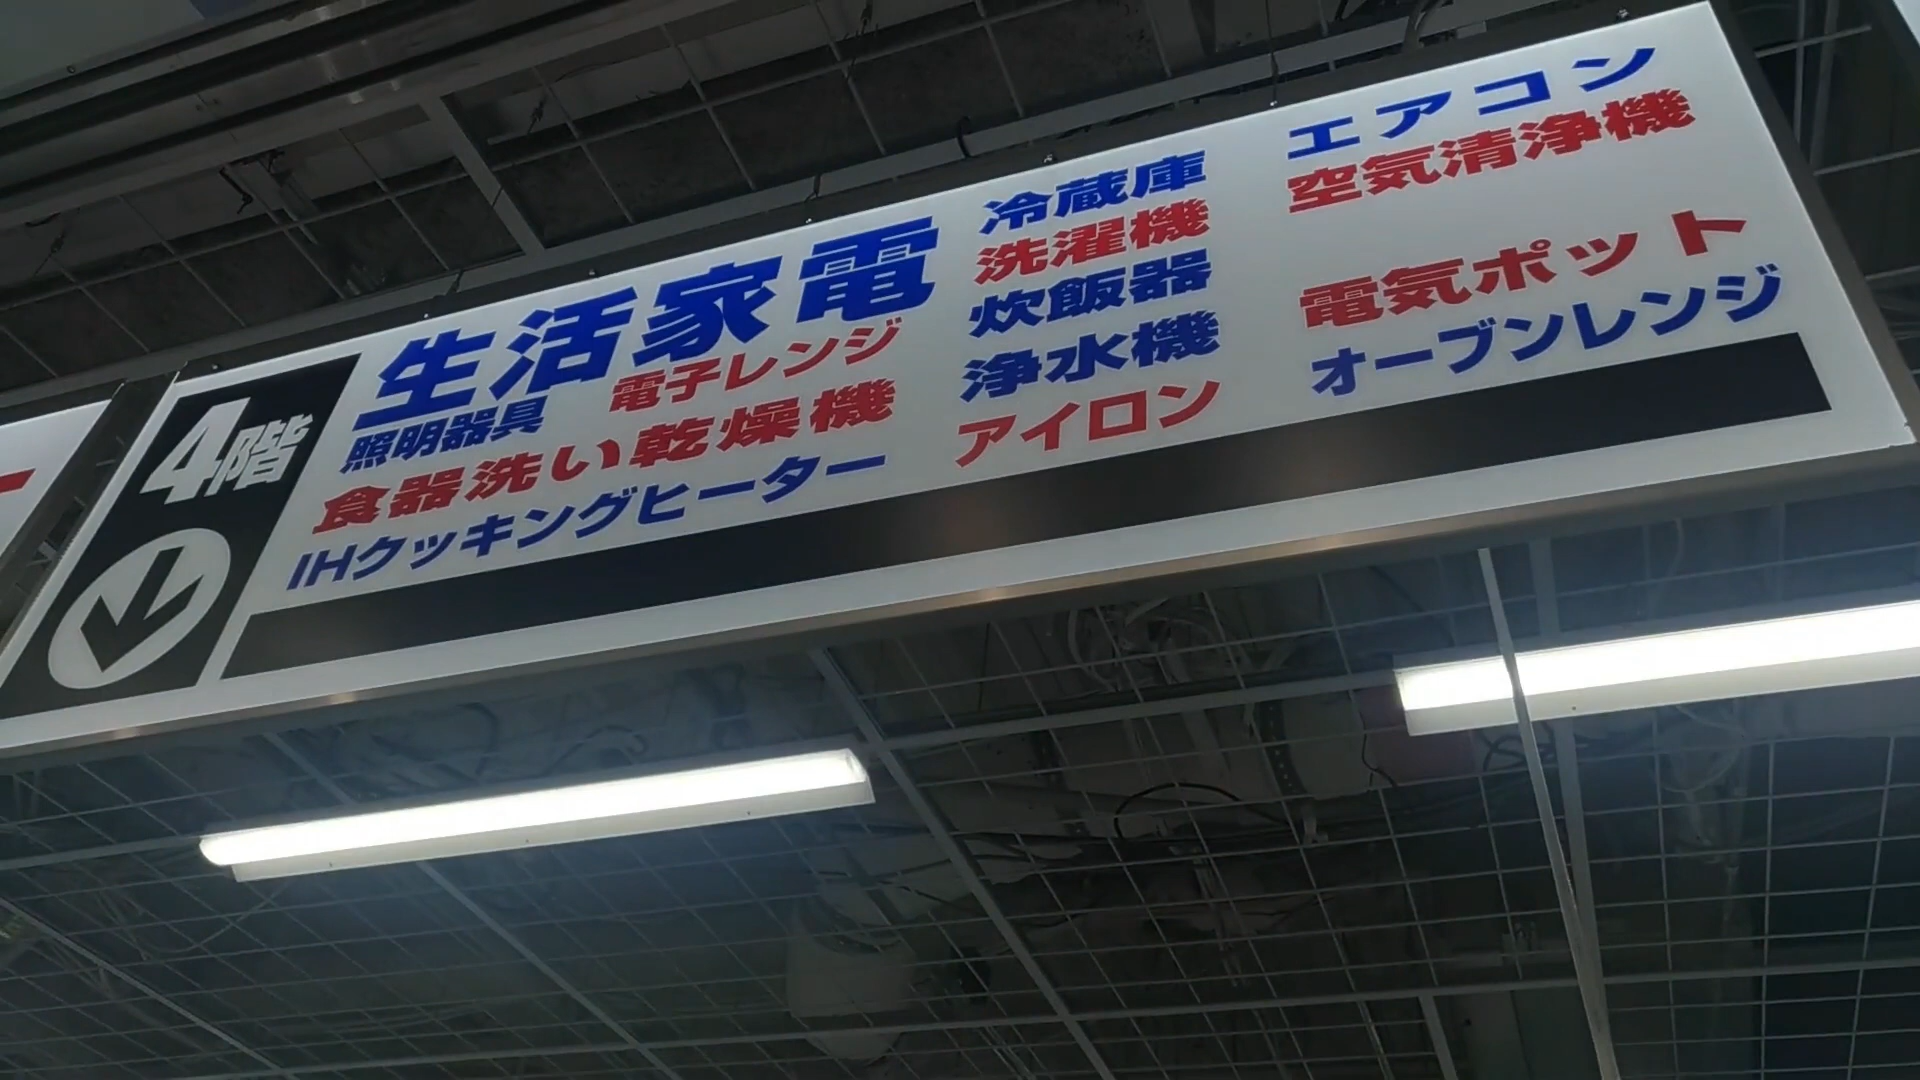 4階
生活家電
照明器具
電子レンジ
食器洗い乾燥機
IHクッキングヒーター
冷蔵庫
洗濯機
炊飯器
浄水機
アイロン
エアコン
空気清浄機
電気ポット
オーブンレンジ